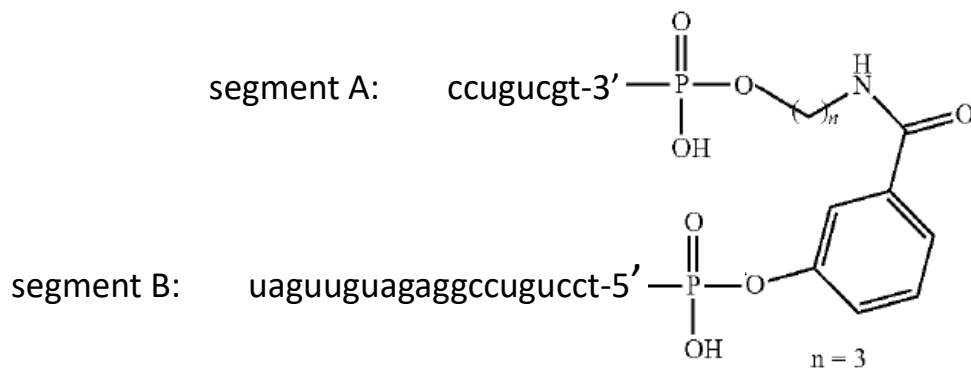 O
H
segment A: ccugucgt-3’ P O ( )n N O
OH
O
segment B: uaguuguagaggccugucct-5’ P O
OH
n = 3